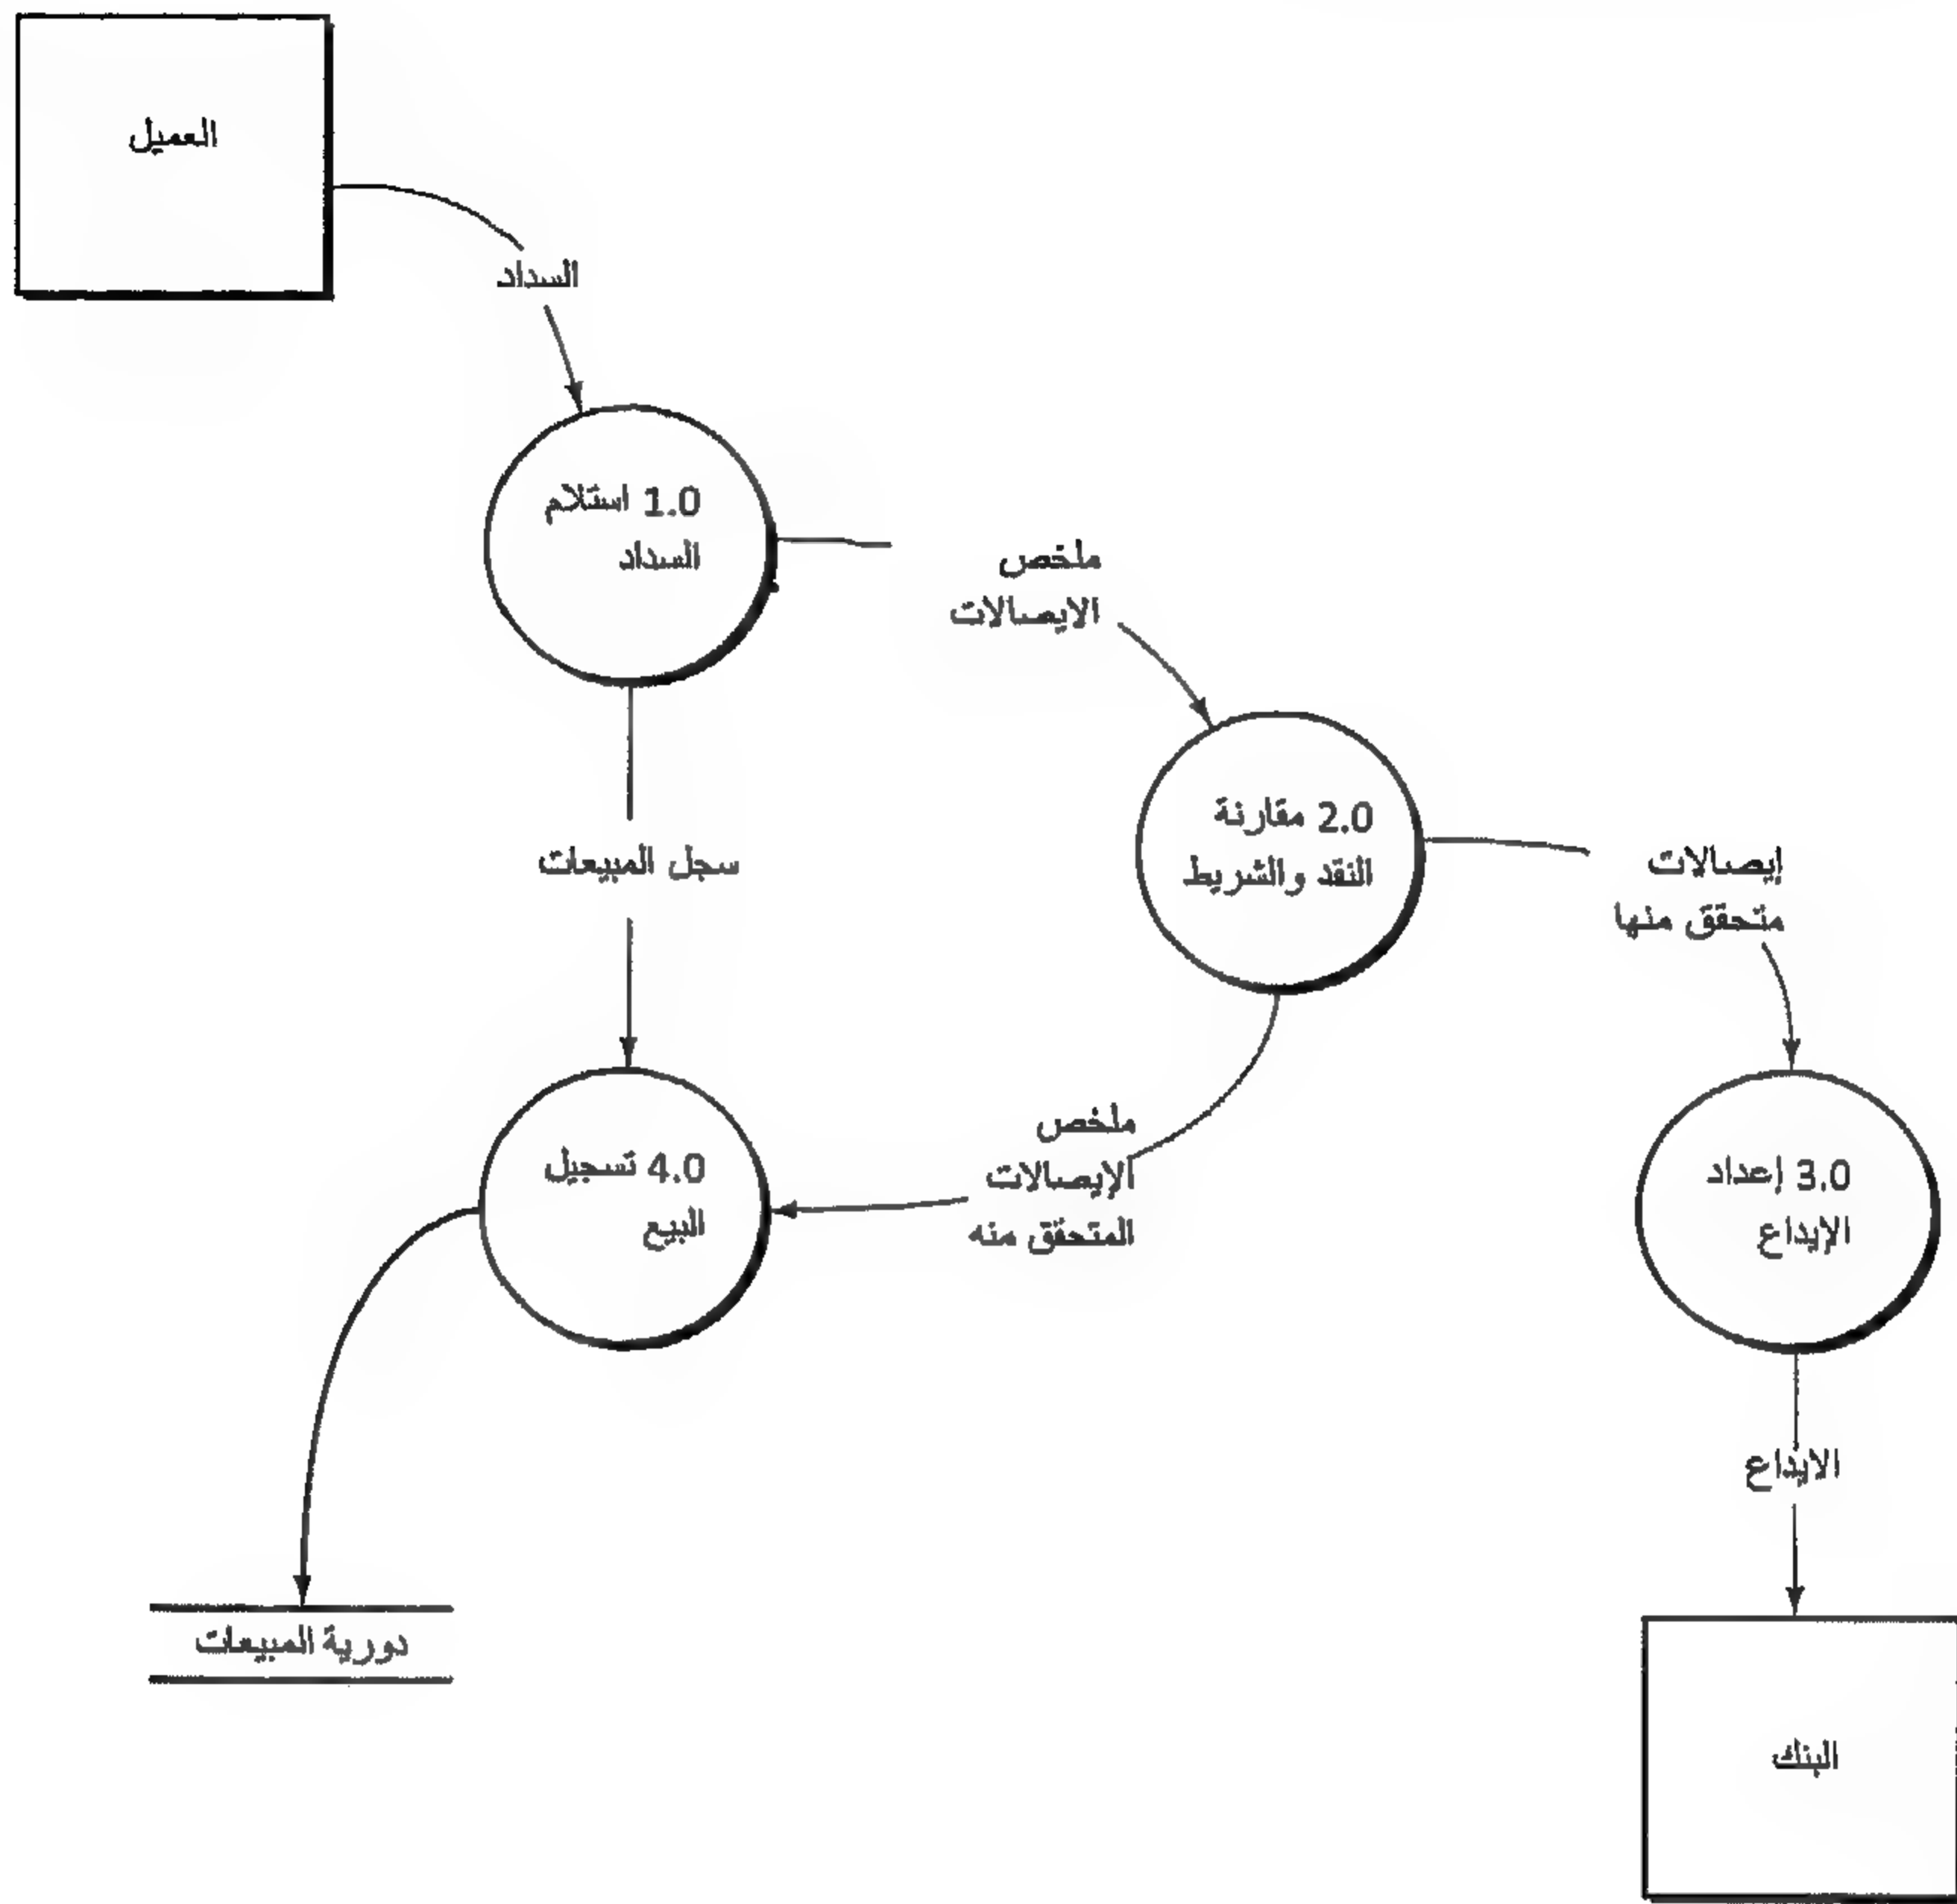 العميل
السداد
1.0 استلام
السداد
ملخص
الايصالات
2.0 مقارنة
النقد والشريط
سجل المبيعات
إيصالات
متحقق منها
ملخص
الإيصالات
المتحقق منه
4.0 تسجيل
البيع
3.0 إعداد
الإيداع
الايداع
دورية المبيعات
البنك